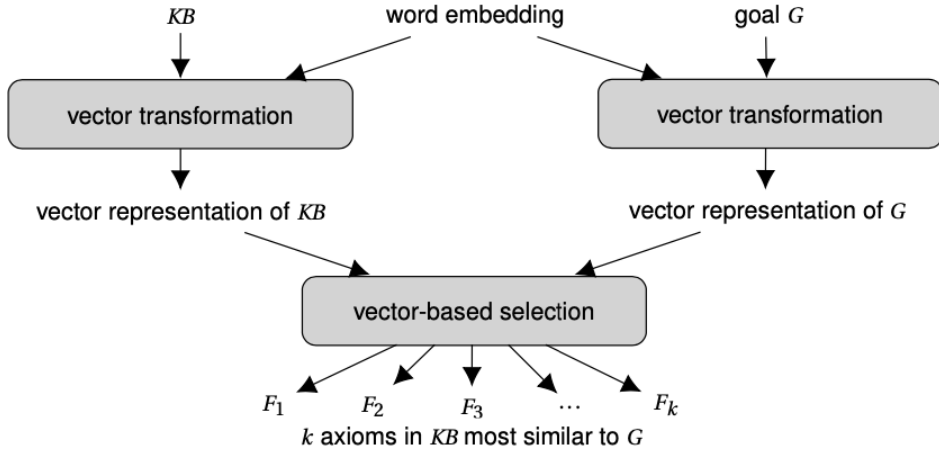 KB word embedding goal G
vector transformation vector transformation
vector representation of KB vector representation of G
vector-based selection
F1 F2 F3 ... Fk
k axioms in KB most similar to G